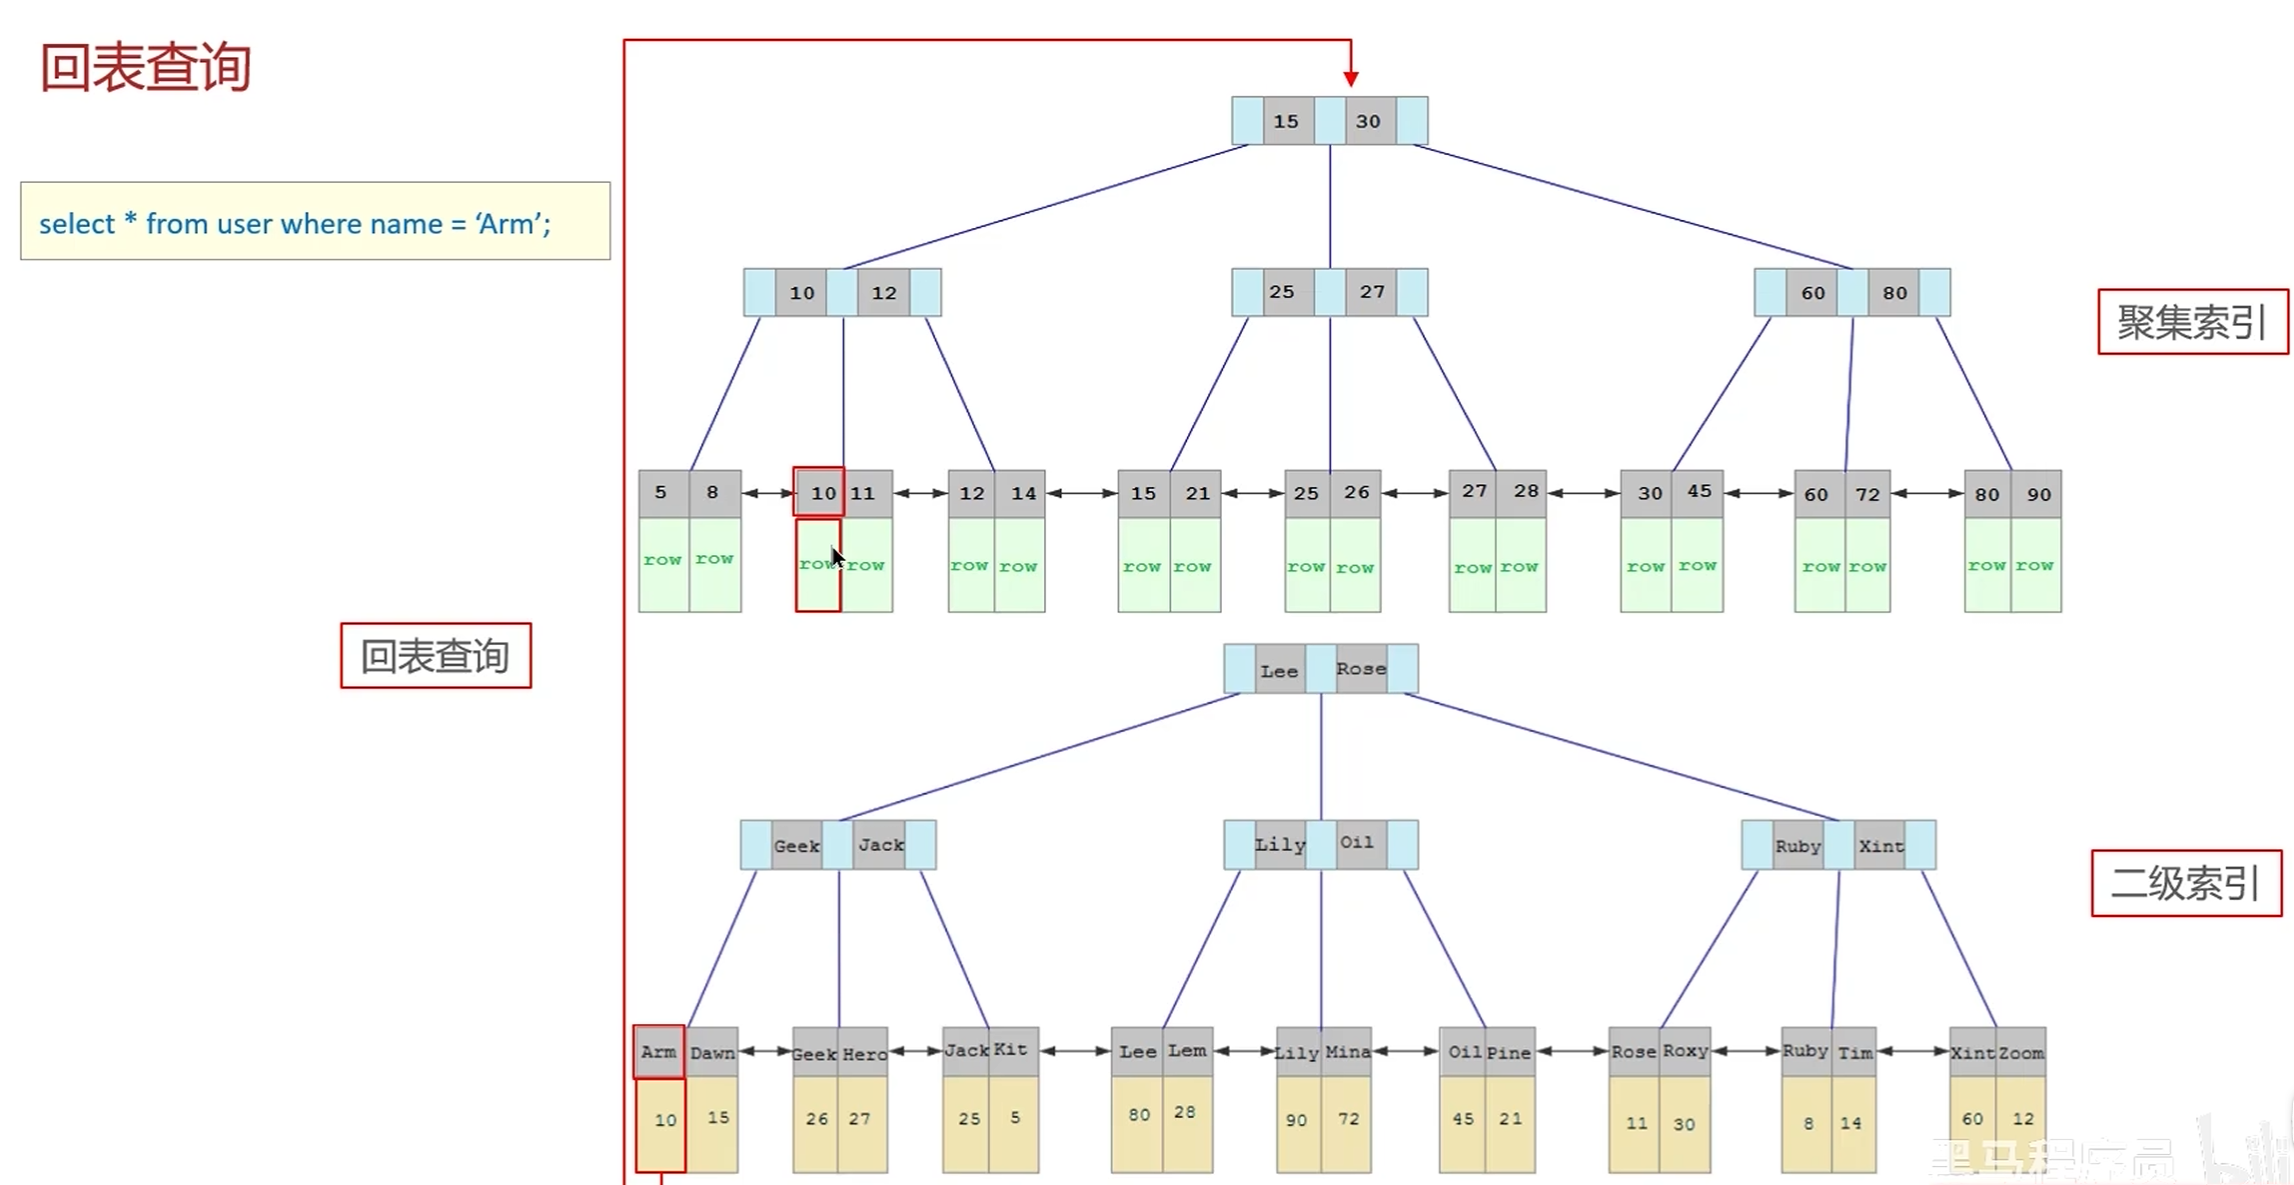 回表查询
select * from user where name = ‘Arm’;
15 30
10 12 25 27 60 80
聚集索引
5 8 10 11 12 14 15 21 25 26 27 28 30 45 60 72 80 90
row row row row row row row row row row row row row row row row row row
回表查询
Lee Rose
Geek Jack Lily Oil Ruby Xint
二级索引
Arm Dawn Geek Hero Jack Kit Lee Lem Lily Mina Oil Pine Rose Roxy Ruby Tim Xint Zoom
10 15 26 27 25 5 80 28 90 72 45 21 11 30 8 14 60 12
黑马程序员